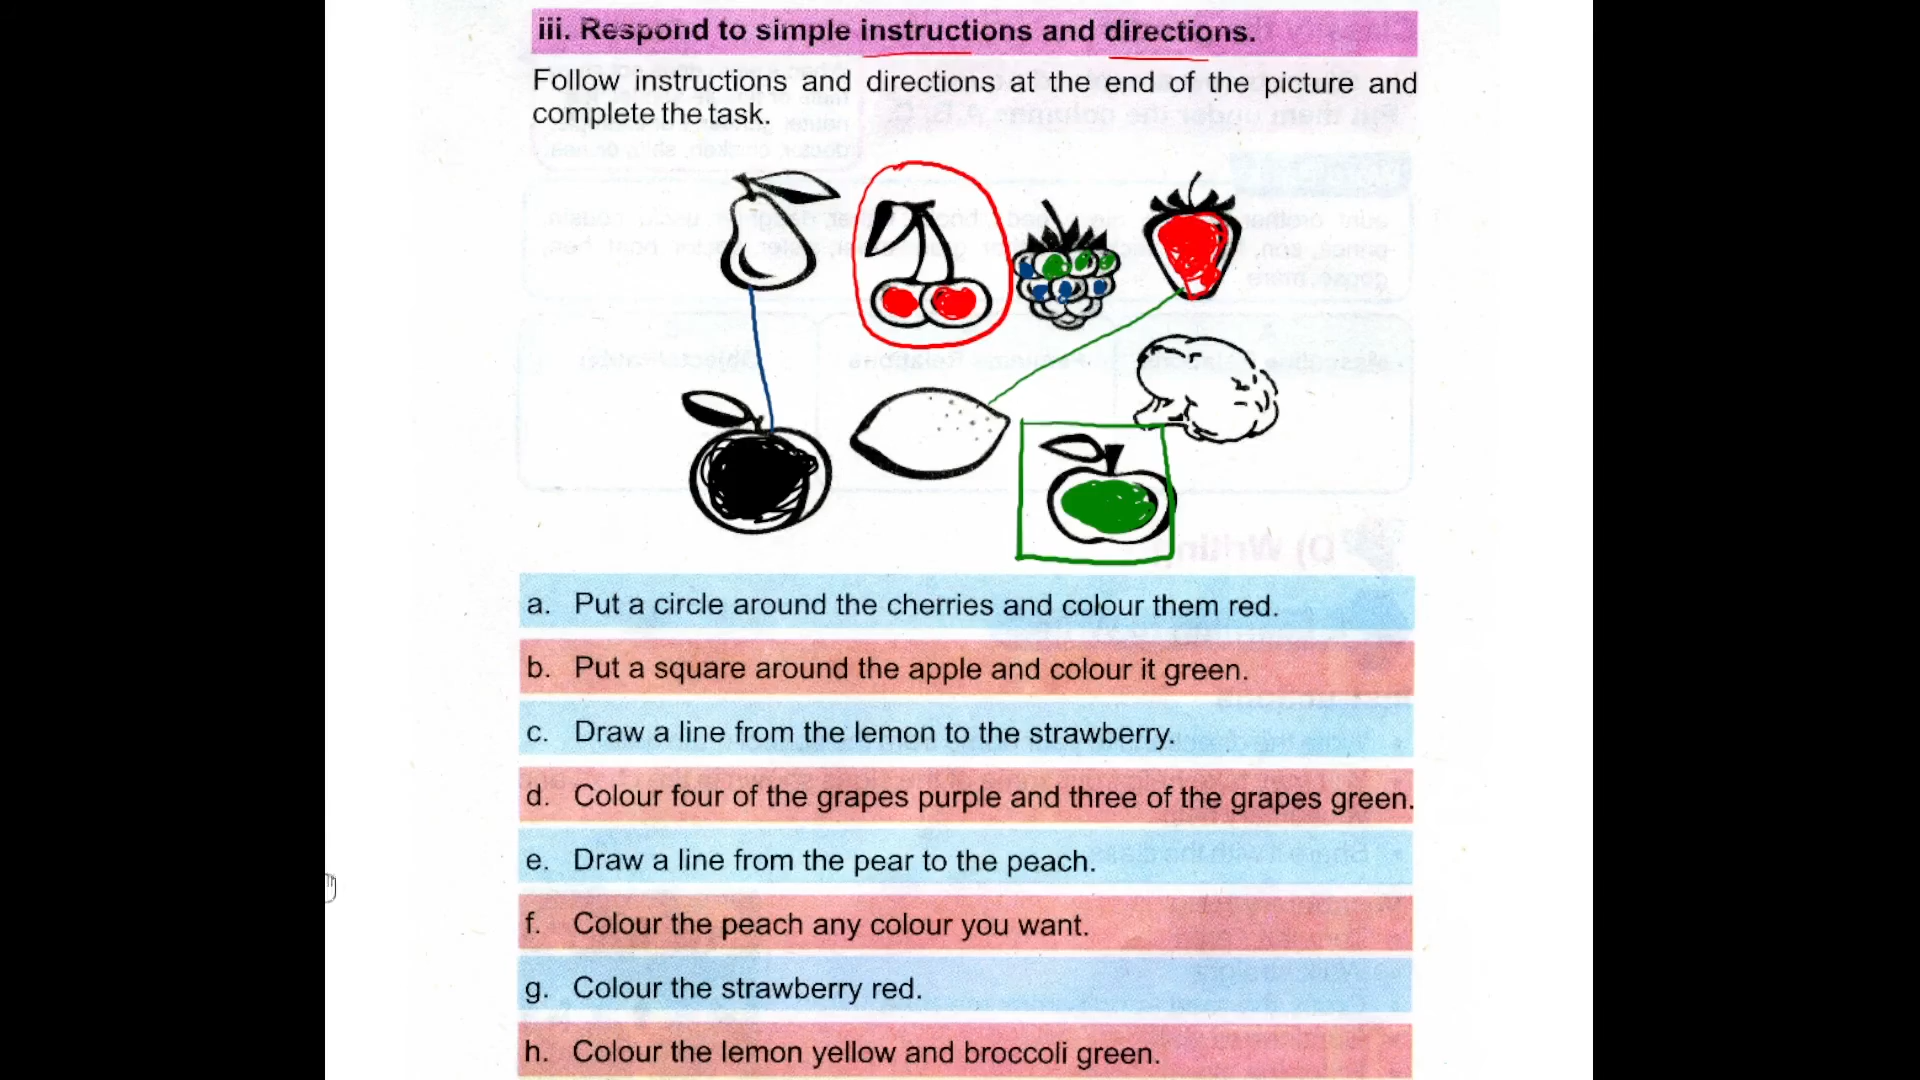 iii. Respond to simple instructions and directions.
Follow instructions and directions at the end of the picture and
complete the task.
a. Put a circle around the cherries and colour them red.
b. Put a square around the apple and colour it green.
c. Draw a line from the lemon to the strawberry.
d. Colour four of the grapes purple and three of the grapes green.
e. Draw a line from the pear to the peach.
f. Colour the peach any colour you want.
g. Colour the strawberry red.
h. Colour the lemon yellow and broccoli green.